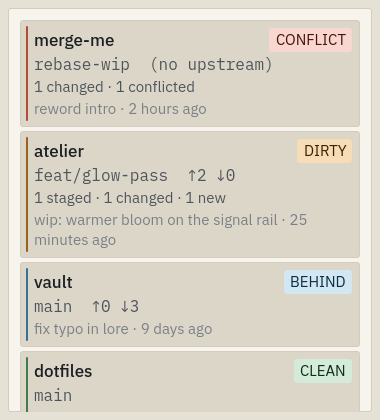 merge-me CONFLICT
rebase-wip (no upstream)
1 changed · 1 conflicted
reword intro · 2 hours ago
atelier DIRTY
feat/glow-pass ↑2 ↓0
1 staged · 1 changed · 1 new
wip: warmer bloom on the signal rail · 25
minutes ago
vault BEHIND
main ↑0 ↓3
fix typo in lore · 9 days ago
dotfiles CLEAN
main